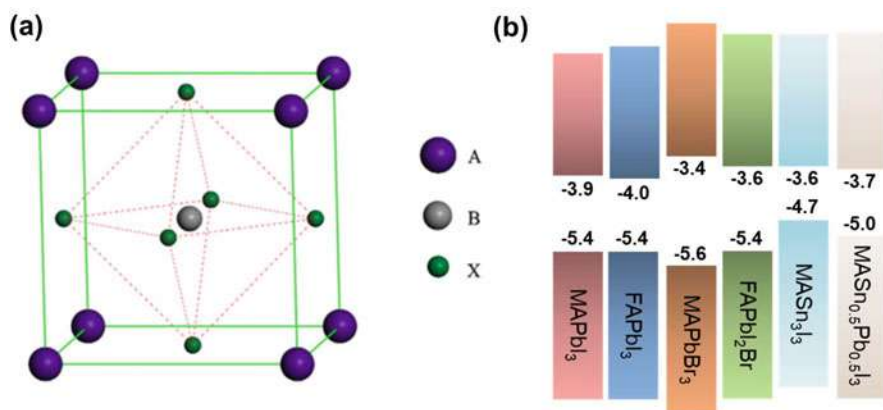 (a)
A
B
X
(b)
-3.9
-4.0
-3.4
-3.6
-3.6
-3.7
-4.7
-5.0
-5.4
-5.4
-5.6
-5.4
MAPbI₃
FAPbI₃
MAPbBr₃
FAPbI₂Br
MASn₃I₃
MASn₀.₅Pb₀.₅I₃